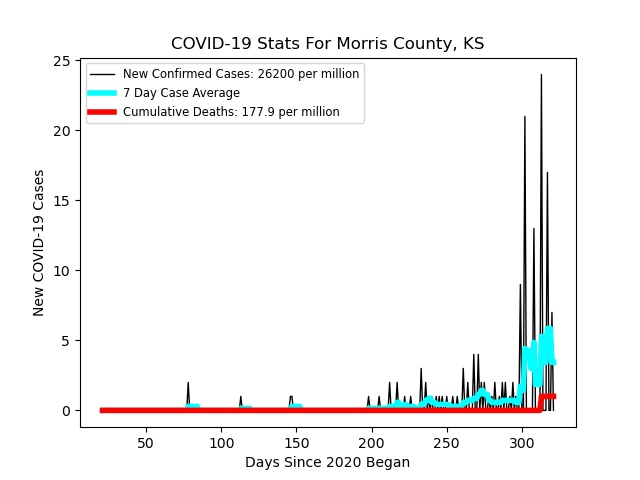 COVID-19 Stats For Morris County, KS
New Confirmed Cases: 26200 per million
7 Day Case Average
Cumulative Deaths: 177.9 per million
New COVID-19 Cases
25
20
15
10
5
0
50 100 150 200 250 300
Days Since 2020 Began